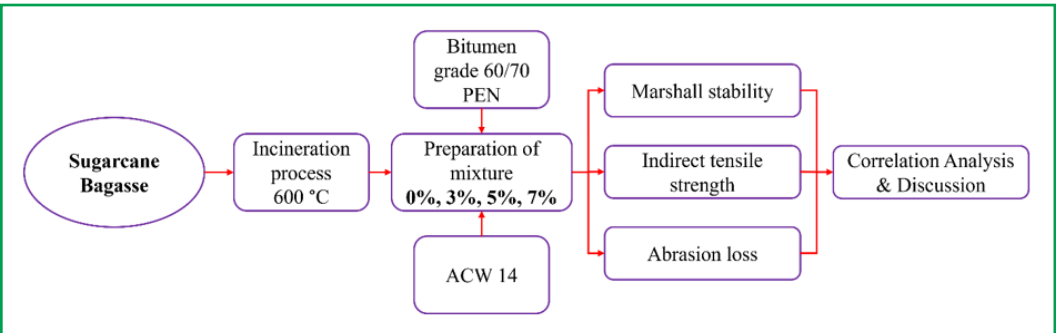 Sugarcane
Bagasse
Incineration
process
600 °C
Bitumen
grade 60/70
PEN
Preparation of
mixture
0%, 3%, 5%, 7%
ACW 14
Marshall stability
Indirect tensile
strength
Abrasion loss
Correlation Analysis
& Discussion